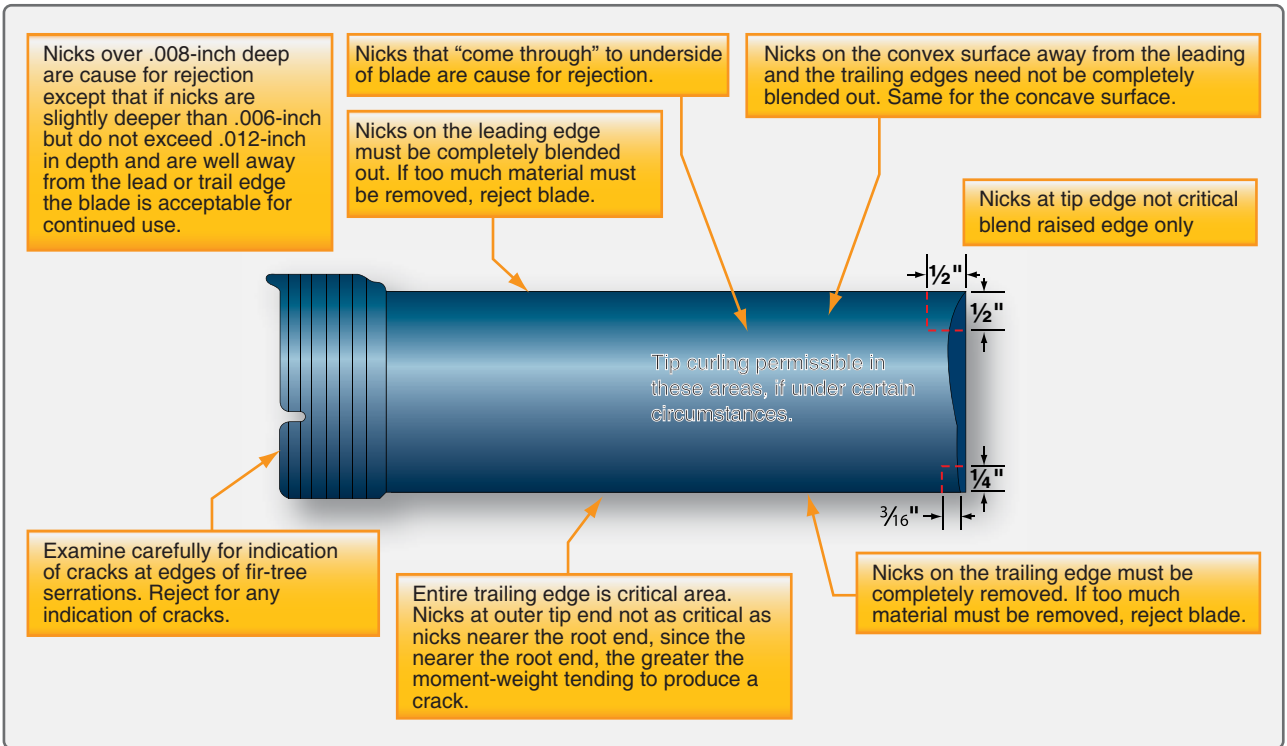 Nicks over .008-inch deep
are cause for rejection
except that if nicks are
slightly deeper than .006-inch
but do not exceed .012-inch
in depth and are well away
from the lead or trail edge
the blade is acceptable for
continued use.
Nicks that “come through” to underside
of blade are cause for rejection.
Nicks on the convex surface away from the leading
and the trailing edges need not be completely
blended out. Same for the concave surface.
Nicks on the leading edge
must be completely blended
out. If too much material must
be removed, reject blade.
Nicks at tip edge not critical
blend raised edge only
½"
½"
Tip curling permissible in
these areas, if under certain
circumstances.
¼"
3⁄16"
Examine carefully for indication
of cracks at edges of fir-tree
serrations. Reject for any
indication of cracks.
Entire trailing edge is critical area.
Nicks at outer tip end not as critical as
nicks nearer the root end, since the
nearer the root end, the greater the
moment-weight tending to produce a
crack.
Nicks on the trailing edge must be
completely removed. If too much
material must be removed, reject blade.